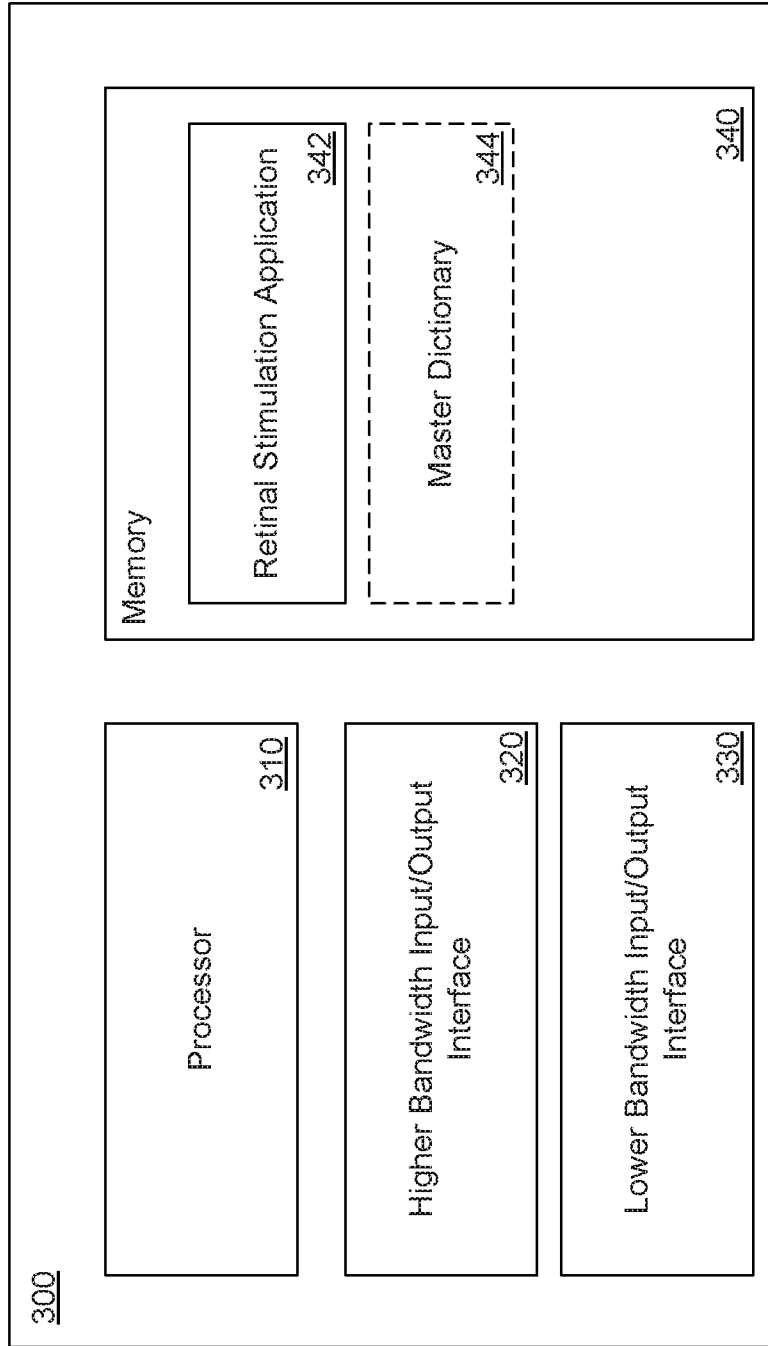 300
Processor
310
Higher Bandwidth Input/Output
Interface
320
Lower Bandwidth Input/Output
Interface
330
Memory
Retinal Stimulation Application
342
Master Dictionary
344
340